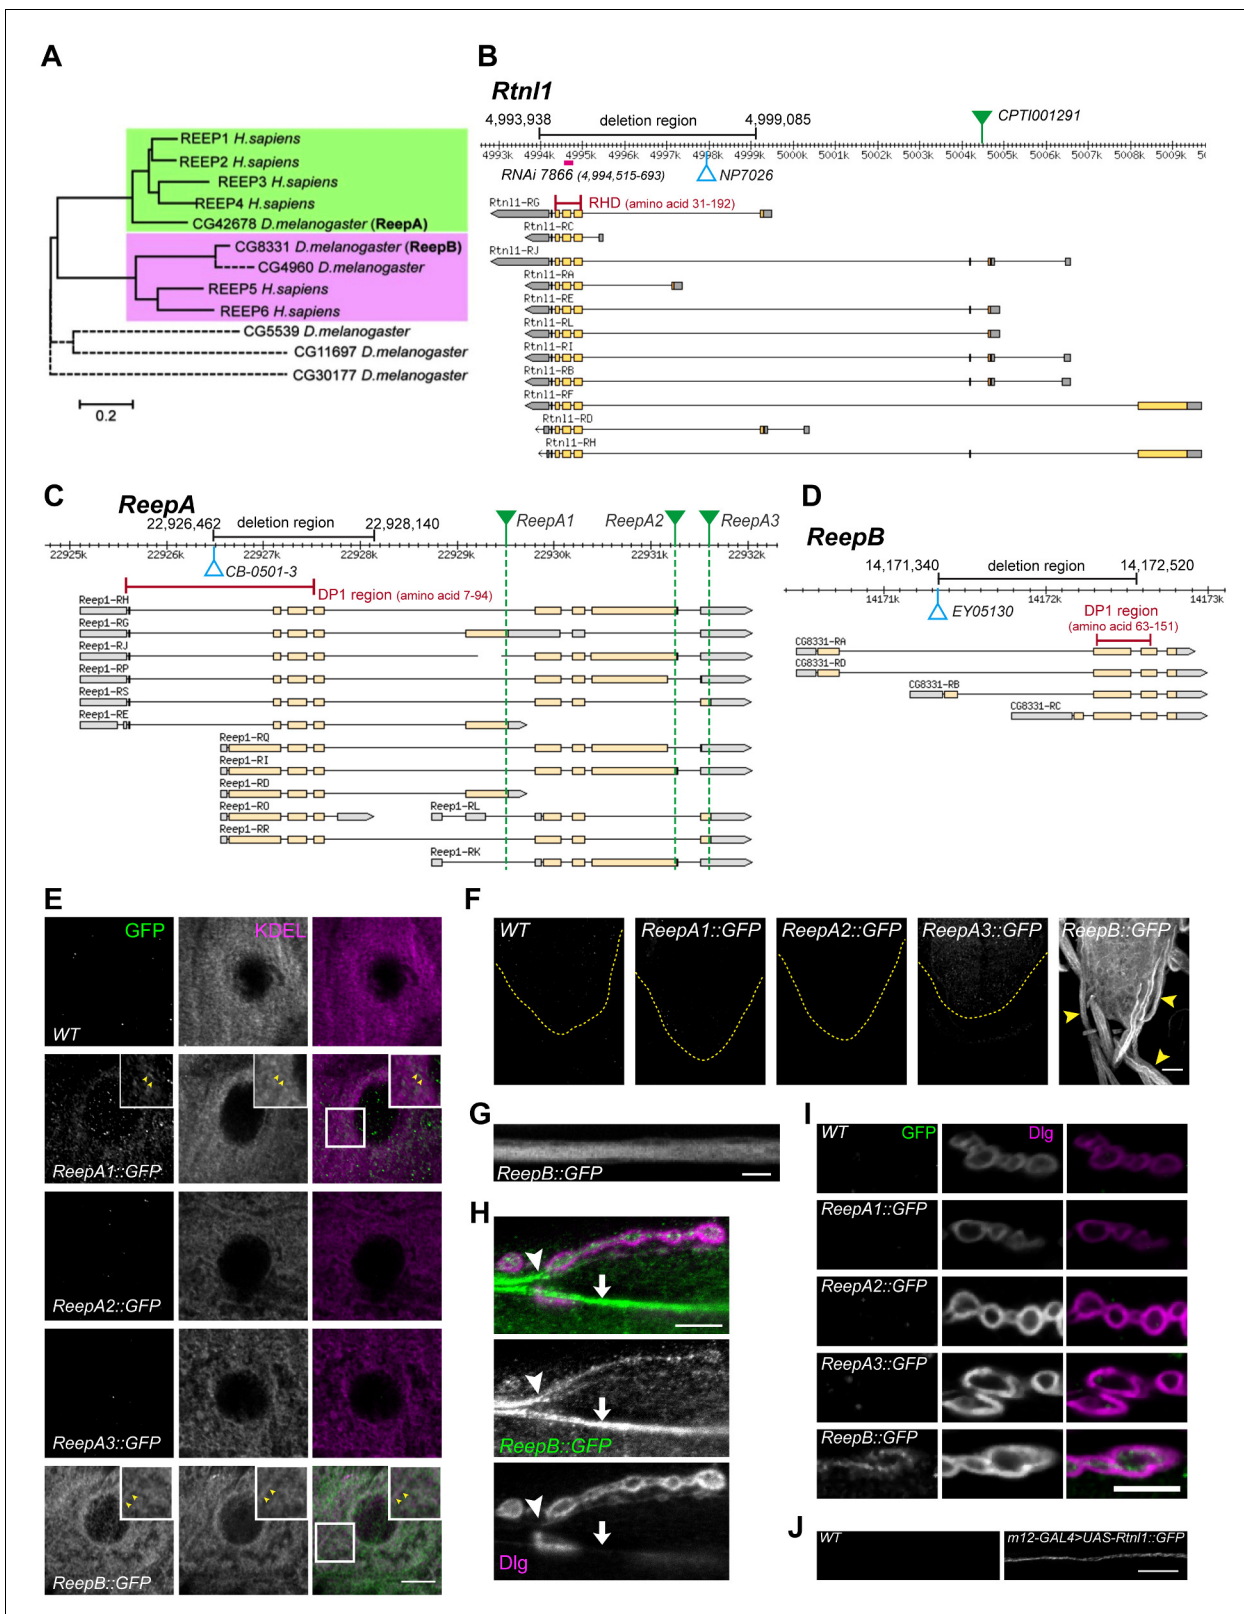 A
REEP1 H.sapiens
REEP2 H.sapiens
REEP3 H.sapiens
REEP4 H.sapiens
CG42678 D.melanogaster (ReepA)
CG8331 D.melanogaster (ReepB)
CG4960 D.melanogaster
REEP5 H.sapiens
REEP6 H.sapiens
CG5539 D.melanogaster
CG11697 D.melanogaster
CG30177 D.melanogaster
0.2
B
Rtnl1
4,993,938 deletion region 4,999,085
CPTI001291
4993k 4994k 4995k 4996k 4997k 4998k 4999k 5000k 5001k 5002k 5003k 5004k 5005k 5006k 5007k 5008k 5009k
RNAi 7866 (4,994,515-693) NP7026
Rtnl1-RG
RHD (amino acid 31-192)
Rtnl1-RC
Rtnl1-RJ
Rtnl1-RA
Rtnl1-RE
Rtnl1-RL
Rtnl1-RI
Rtnl1-RB
Rtnl1-RF
Rtnl1-RD
Rtnl1-RH
C
ReepA
22,926,462 deletion region 22,928,140
ReepA1 ReepA2 ReepA3
22925k 22926k 22927k 22928k 22929k 22930k 22931k 22932k
CB-0501-3
DP1 region (amino acid 7-94)
Reep1-RH
Reep1-RG
Reep1-RJ
Reep1-RP
Reep1-RS
Reep1-RE
Reep1-RQ
Reep1-RI
Reep1-RD
Reep1-RO Reep1-RL
Reep1-RR
Reep1-RK
D
ReepB
14,171,340 deletion region 14,172,520
14171k 14172k 14173k
EY05130
DP1 region
(amino acid 63-151)
CG8331-RA
CG8331-RD
CG8331-RB
CG8331-RC
E
GFP KDEL
WT
ReepA1::GFP
ReepA2::GFP
ReepA3::GFP
ReepB::GFP
F
WT ReepA1::GFP ReepA2::GFP ReepA3::GFP ReepB::GFP
G
ReepB::GFP
H
ReepB::GFP
Dlg
I
WT GFP Dlg
ReepA1::GFP
ReepA2::GFP
ReepA3::GFP
ReepB::GFP
J
WT m12-GAL4>UAS-Rtnl1::GFP